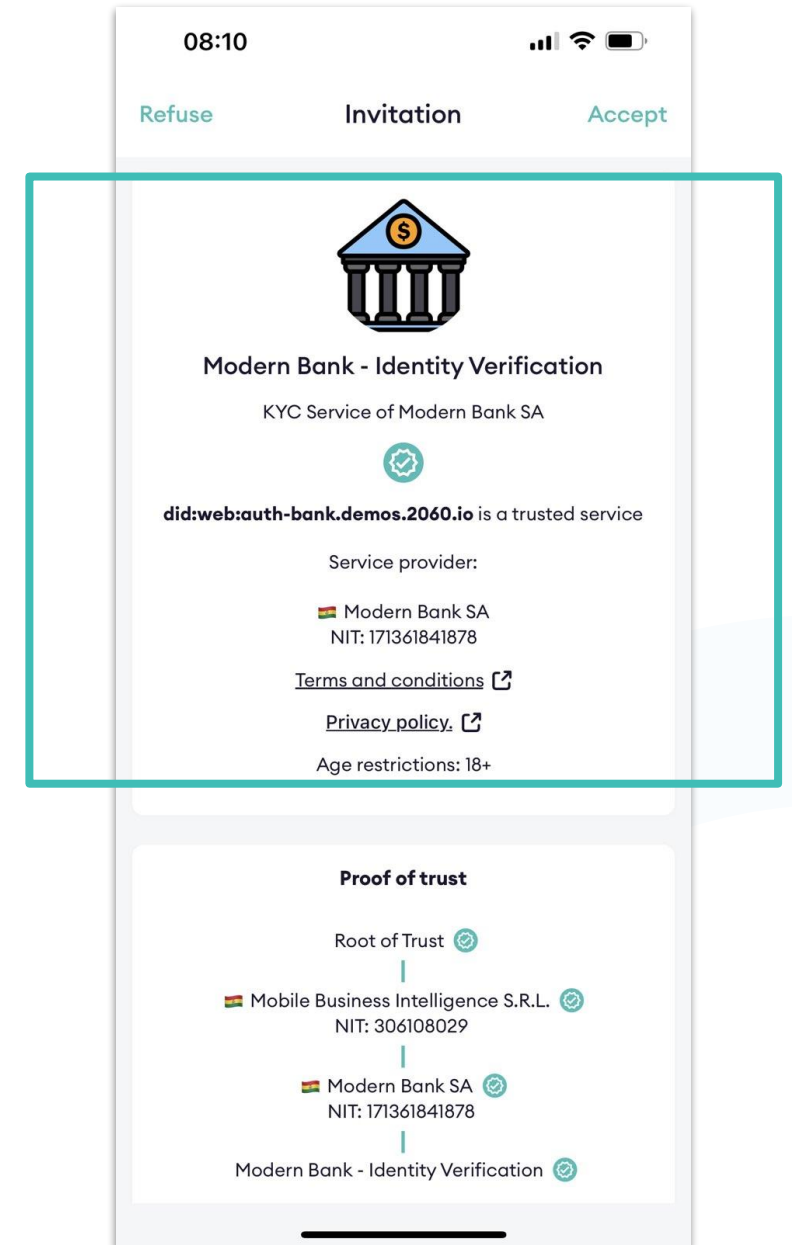 08:10
Refuse Invitation Accept
$
Modern Bank - Identity Verification
KYC Service of Modern Bank SA
did:web:auth-bank.demos.2060.io is a trusted service
Service provider:
Modern Bank SA
NIT: 171361841878
Terms and conditions
Privacy policy.
Age restrictions: 18+
Proof of trust
Root of Trust
Mobile Business Intelligence S.R.L.
NIT: 306108029
Modern Bank SA
NIT: 171361841878
Modern Bank - Identity Verification